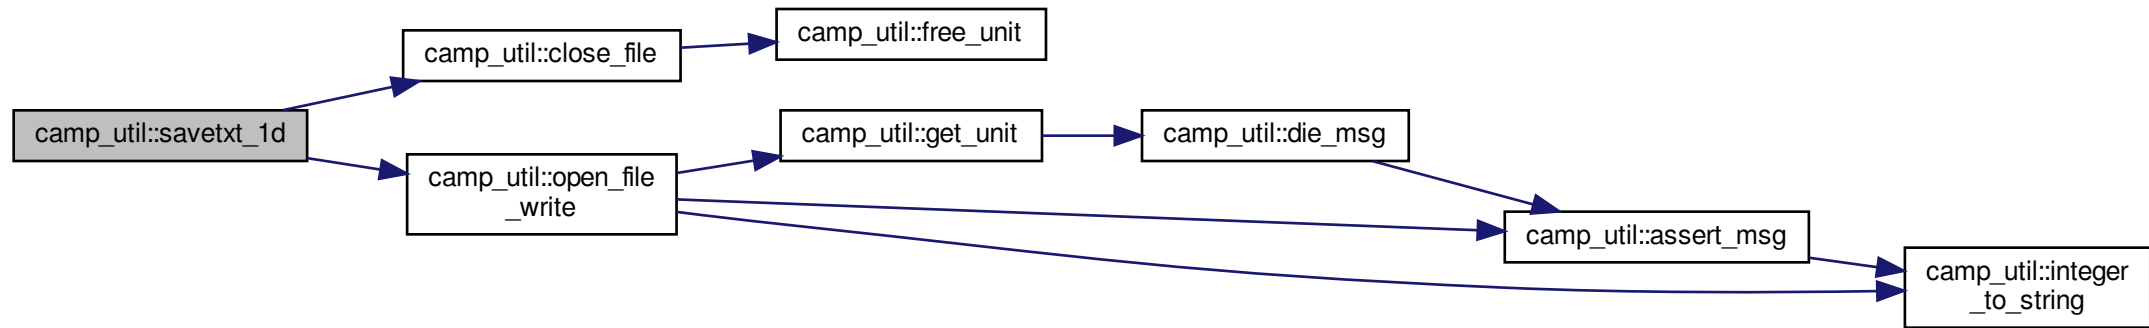 camp_util::free_unit
camp_util::close_file
camp_util::savetxt_1d
camp_util::get_unit
camp_util::die_msg
camp_util::open_file
_write
camp_util::assert_msg
camp_util::integer
_to_string